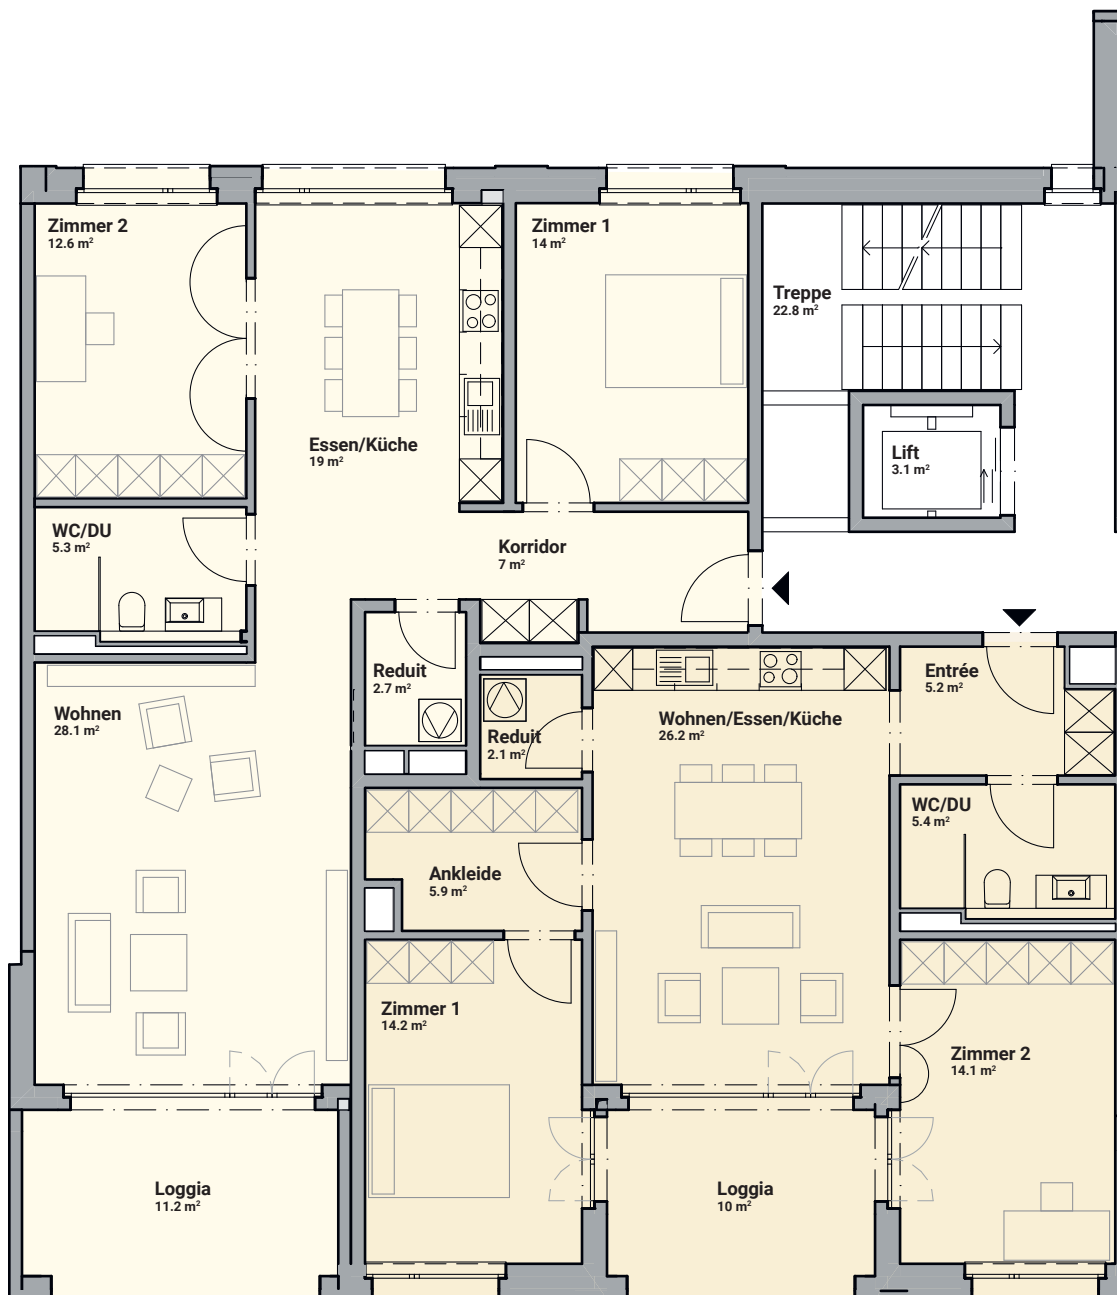 Zimmer 2
12.6 m²
Zimmer 1
14 m²
Treppe
22.8 m²
Essen/Küche
19 m²
Lift
3.1 m²
WC/DU
5.3 m²
Korridor
7 m²
Reduit
2.7 m²
Entrée
5.2 m²
Wohnen
28.1 m²
Reduit
2.1 m²
Wohnen/Essen/Küche
26.2 m²
WC/DU
5.4 m²
Ankleide
5.9 m²
Zimmer 1
14.2 m²
Zimmer 2
14.1 m²
Loggia
11.2 m²
Loggia
10 m²